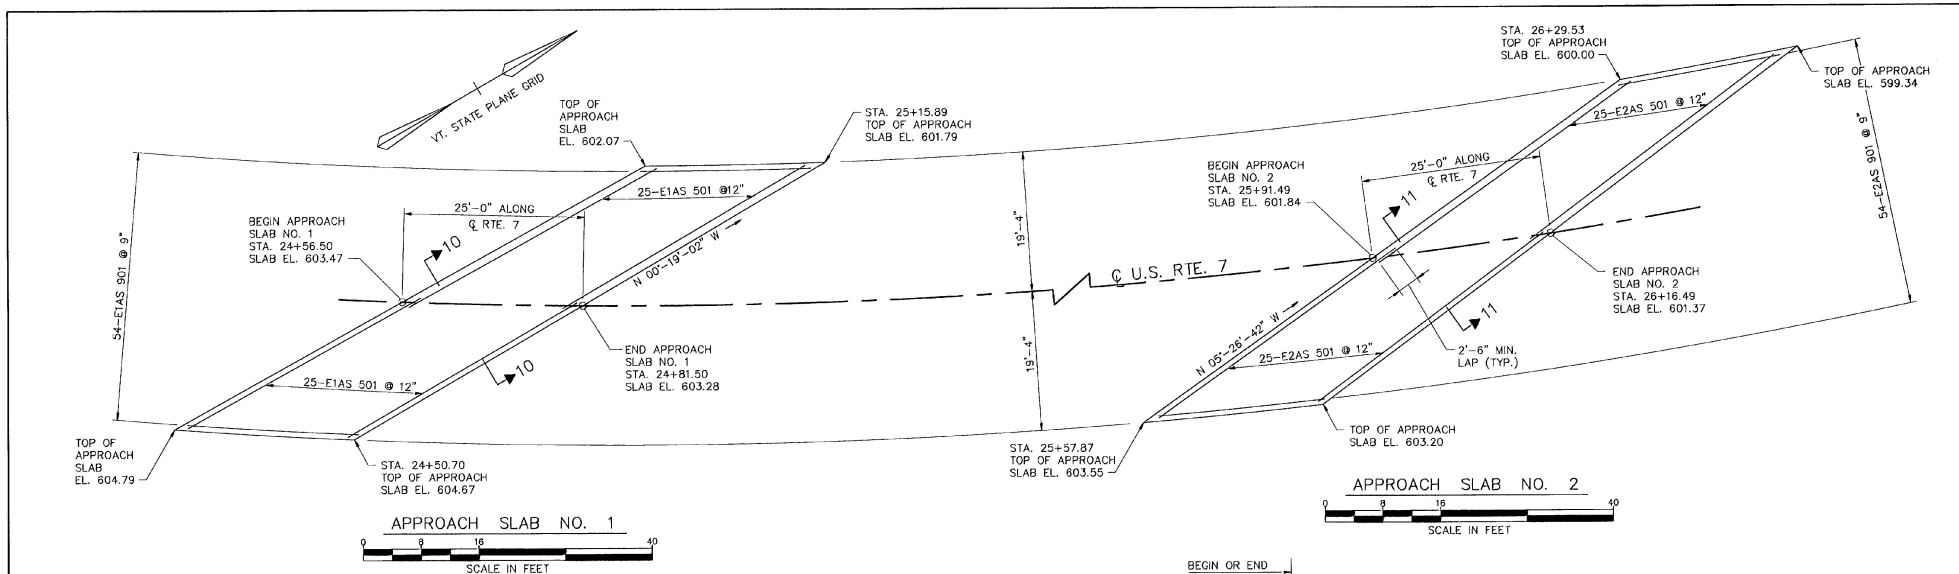 VT. STATE PLANE GRID
TOP OF
APPROACH
SLAB
EL. 602.07
STA. 25+15.89
TOP OF APPROACH
SLAB EL. 601.79
25-E1AS 501 @12"
25'-0" ALONG
℄ RTE. 7
BEGIN APPROACH
SLAB NO. 1
STA. 24+56.50
SLAB EL. 603.47
10
N 00°-19'-02" W
54-E1AS 901 @ 9"
END APPROACH
SLAB NO. 1
STA. 24+81.50
SLAB EL. 603.28
10
25-E1AS 501 @ 12"
TOP OF
APPROACH
SLAB
EL. 604.79
STA. 24+50.70
TOP OF APPROACH
SLAB EL. 604.67
APPROACH SLAB NO. 1
0 8 16 40
SCALE IN FEET
19'-4"
19'-4"
℄ U.S. RTE. 7
STA. 26+29.53
TOP OF APPROACH
SLAB EL. 600.00
TOP OF APPROACH
SLAB EL. 599.34
25-E2AS 501 @ 12"
25'-0" ALONG
℄ RTE. 7
BEGIN APPROACH
SLAB NO. 2
STA. 25+91.49
SLAB EL. 601.84
11
54-E2AS 901 @ 9"
END APPROACH
SLAB NO. 2
STA. 26+16.49
SLAB EL. 601.37
11
N 05°-26'-42" W
2'-6" MIN.
LAP (TYP.)
25-E2AS 501 @ 12"
TOP OF APPROACH
SLAB EL. 603.20
STA. 25+57.87
TOP OF APPROACH
SLAB EL. 603.55
APPROACH SLAB NO. 2
0 8 16 40
SCALE IN FEET
BEGIN OR END